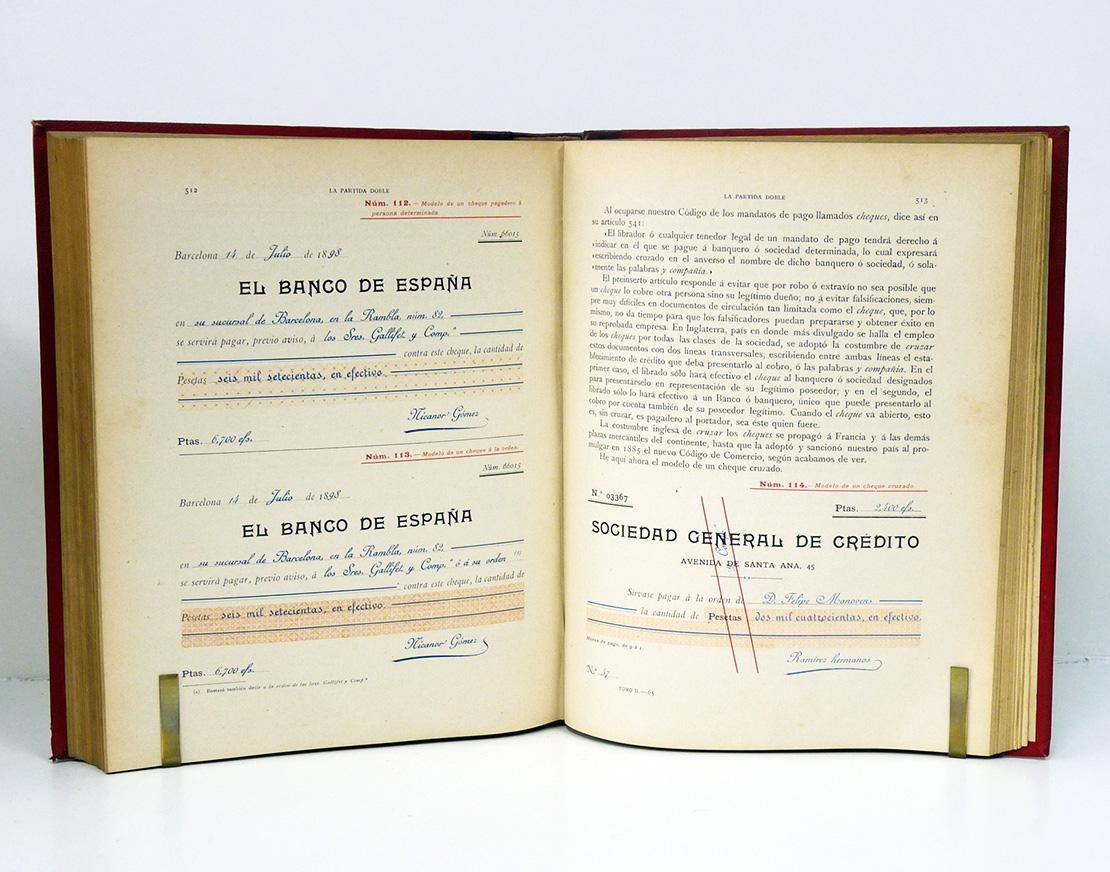 512
LA PARTIDA DOBLE
Núm. 112. — Modelo de un cheque pagadero á
persona determinada
Núm. 66015
Barcelona 14 de Julio de 1898
EL BANCO DE ESPAÑA
en su sucursal de Barcelona, en la Rambla, núm. 82,
se servirá pagar, previo aviso, á los Sres. Gallifet y Comp.ª
contra este cheque, la cantidad de
Pesetas seis mil setecientas, en efectivo.
Nicanor Gómez
Ptas. 6,700 efs.
Núm. 113. — Modelo de un cheque á la orden.
Núm. 66015
Barcelona 14 de Julio de 1898
EL BANCO DE ESPAÑA
en su sucursal de Barcelona, en la Rambla, núm. 82,
se servirá pagar, previo aviso, á los Sres. Gallifet y Comp.ª ó á su orden (1)
contra este cheque, la cantidad de
Pesetas seis mil setecientas, en efectivo.
Nicanor Gómez
Ptas. 6,700 efs.
(1) Bastará también decir á la orden de los Sres. Gallifet y Comp.ª
LA PARTIDA DOBLE
513
Al ocuparse nuestro Código de los mandatos de pago llamados cheques, dice así en
su artículo 541:
»El librador ó cualquier tenedor legal de un mandato de pago tendrá derecho á
»indicar en él que se pague á banquero ó sociedad determinada, lo cual expresará
»escribiendo cruzado en el anverso el nombre de dicho banquero ó sociedad, ó sola-
»mente las palabras y compañía.»
El preinserto artículo responde á evitar que por robo ó extravío no sea posible que
un cheque lo cobre otra persona sino su legítimo dueño; no á evitar falsificaciones, siem-
pre muy difíciles en documentos de circulación tan limitada como el cheque, que, por lo
mismo, no da tiempo para que los falsificadores puedan prepararse y obtener éxito en
su reprobada empresa. En Inglaterra, país en donde más divulgado se halla el empleo
de los cheques por todas las clases de la sociedad, se adoptó la costumbre de cruzar
estos documentos con dos líneas transversales, escribiendo entre ambas líneas el esta-
blecimiento de crédito que deba presentarlo al cobro, ó las palabras y compañía. En el
primer caso, el librado sólo hará efectivo el cheque al banquero ó sociedad designados
para presentárselo en representación de su legítimo poseedor; y en el segundo, el
librado sólo lo hará efectivo á un Banco ó banquero, único que puede presentarlo al
cobro por cuenta también de su poseedor legítimo. Cuando el cheque va abierto, esto
es, sin cruzar, es pagadero al portador, sea éste quien fuere.
La costumbre inglesa de cruzar los cheques se propagó á Francia y á las demás
plazas mercantiles del continente, hasta que la adoptó y sancionó nuestro país al pro-
mulgar en 1885 el nuevo Código de Comercio, según acabamos de ver.
He aquí ahora el modelo de un cheque cruzado.
Núm. 114. — Modelo de un cheque cruzado.
N.º 03367
Ptas. 2,400 efs.
SOCIEDAD GENERAL DE CRÉDITO
AVENIDA DE SANTA ANA, 45
Sírvase pagar á la orden de D. Felipe Manovens
la cantidad de Pesetas dos mil cuatrocientas, en efectivo.
Horas de pago, de 9 á 1.
Ramírez hermanos
N.º 57
TOMO II.—65